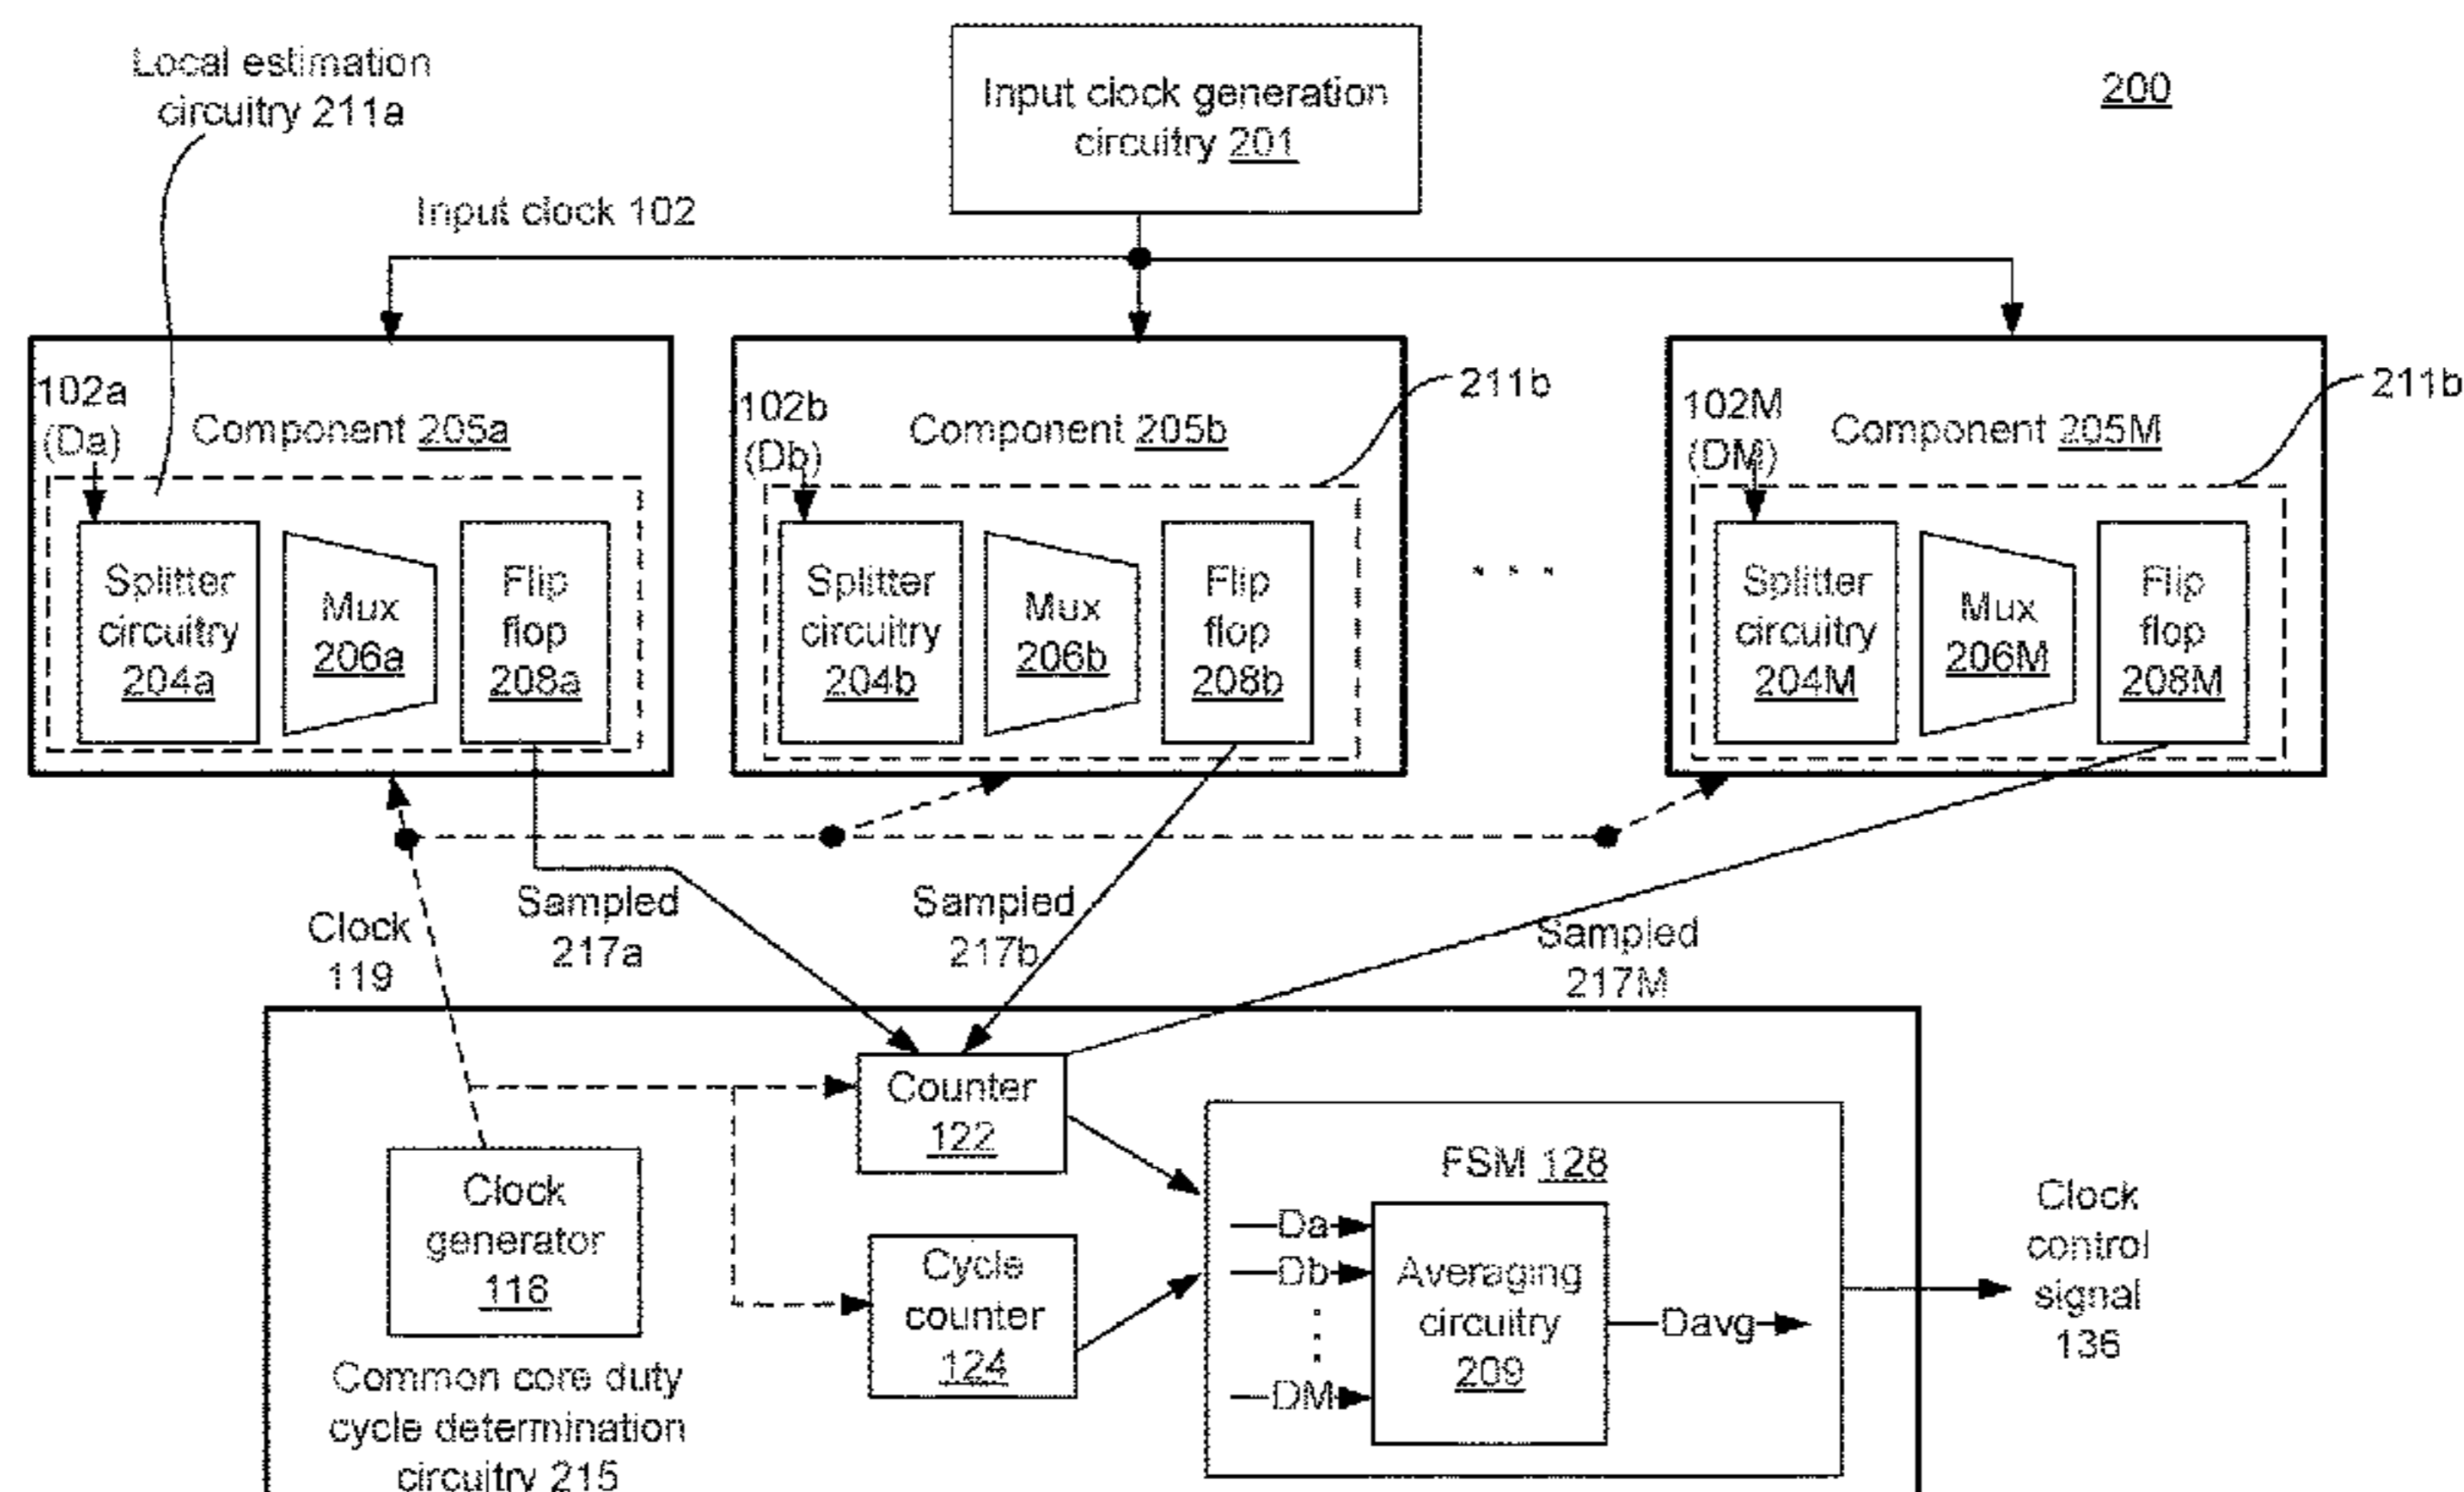 Local estimation
circuitry 211a
Input clock generation
circuitry 201
200
Input clock 102
102a
(Da)
Component 205a
Splitter
circuitry
204a
Mux
206a
Flip
flop
208a
102b
(Db)
Component 205b
211b
Splitter
circuitry
204b
Mux
206b
Flip
flop
208b
. . .
102M
(DM)
Component 205M
211b
Splitter
circuitry
204M
Mux
206M
Flip
flop
208M
Clock
119
Sampled
217a
Sampled
217b
Sampled
217M
Counter
122
Clock
generator
116
Cycle
counter
124
Common core duty
cycle determination
circuitry 215
FSM 128
Da
Db
DM
Averaging
circuitry
209
Davg
Clock
control
signal
136